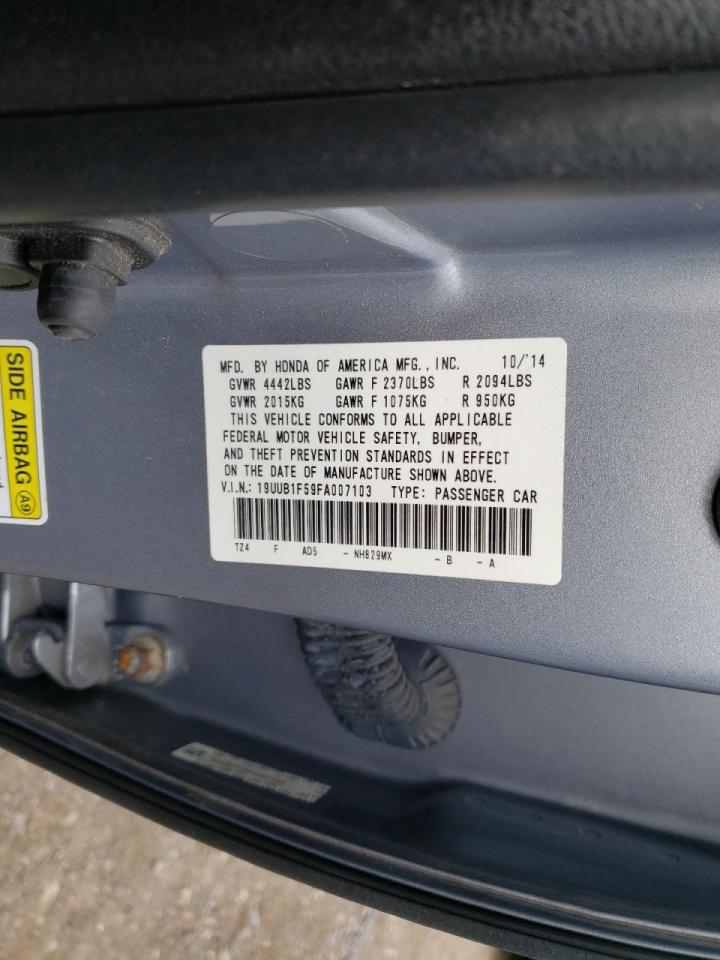 MFD. BY HONDA OF AMERICA MFG., INC. 10/'14
GVWR 4442LBS GAWR F 2370LBS R 2094LBS
GVWR 2015KG GAWR F 1075KG R 950KG
THIS VEHICLE CONFORMS TO ALL APPLICABLE
FEDERAL MOTOR VEHICLE SAFETY, BUMPER,
AND THEFT PREVENTION STANDARDS IN EFFECT
ON THE DATE OF MANUFACTURE SHOWN ABOVE.
V.I.N.: 19UUB1F59FA007103 TYPE: PASSENGER CAR
TZ4 F AD5 - NH829MX - B - A
SIDE AIRBAG A9